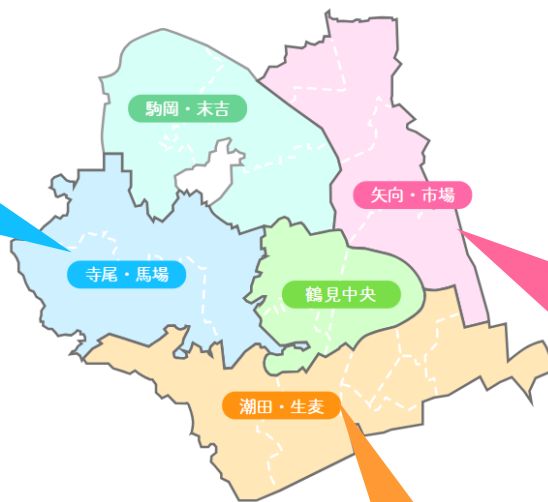 駒岡・末吉
矢向・市場
寺尾・馬場
鶴見中央
潮田・生麦